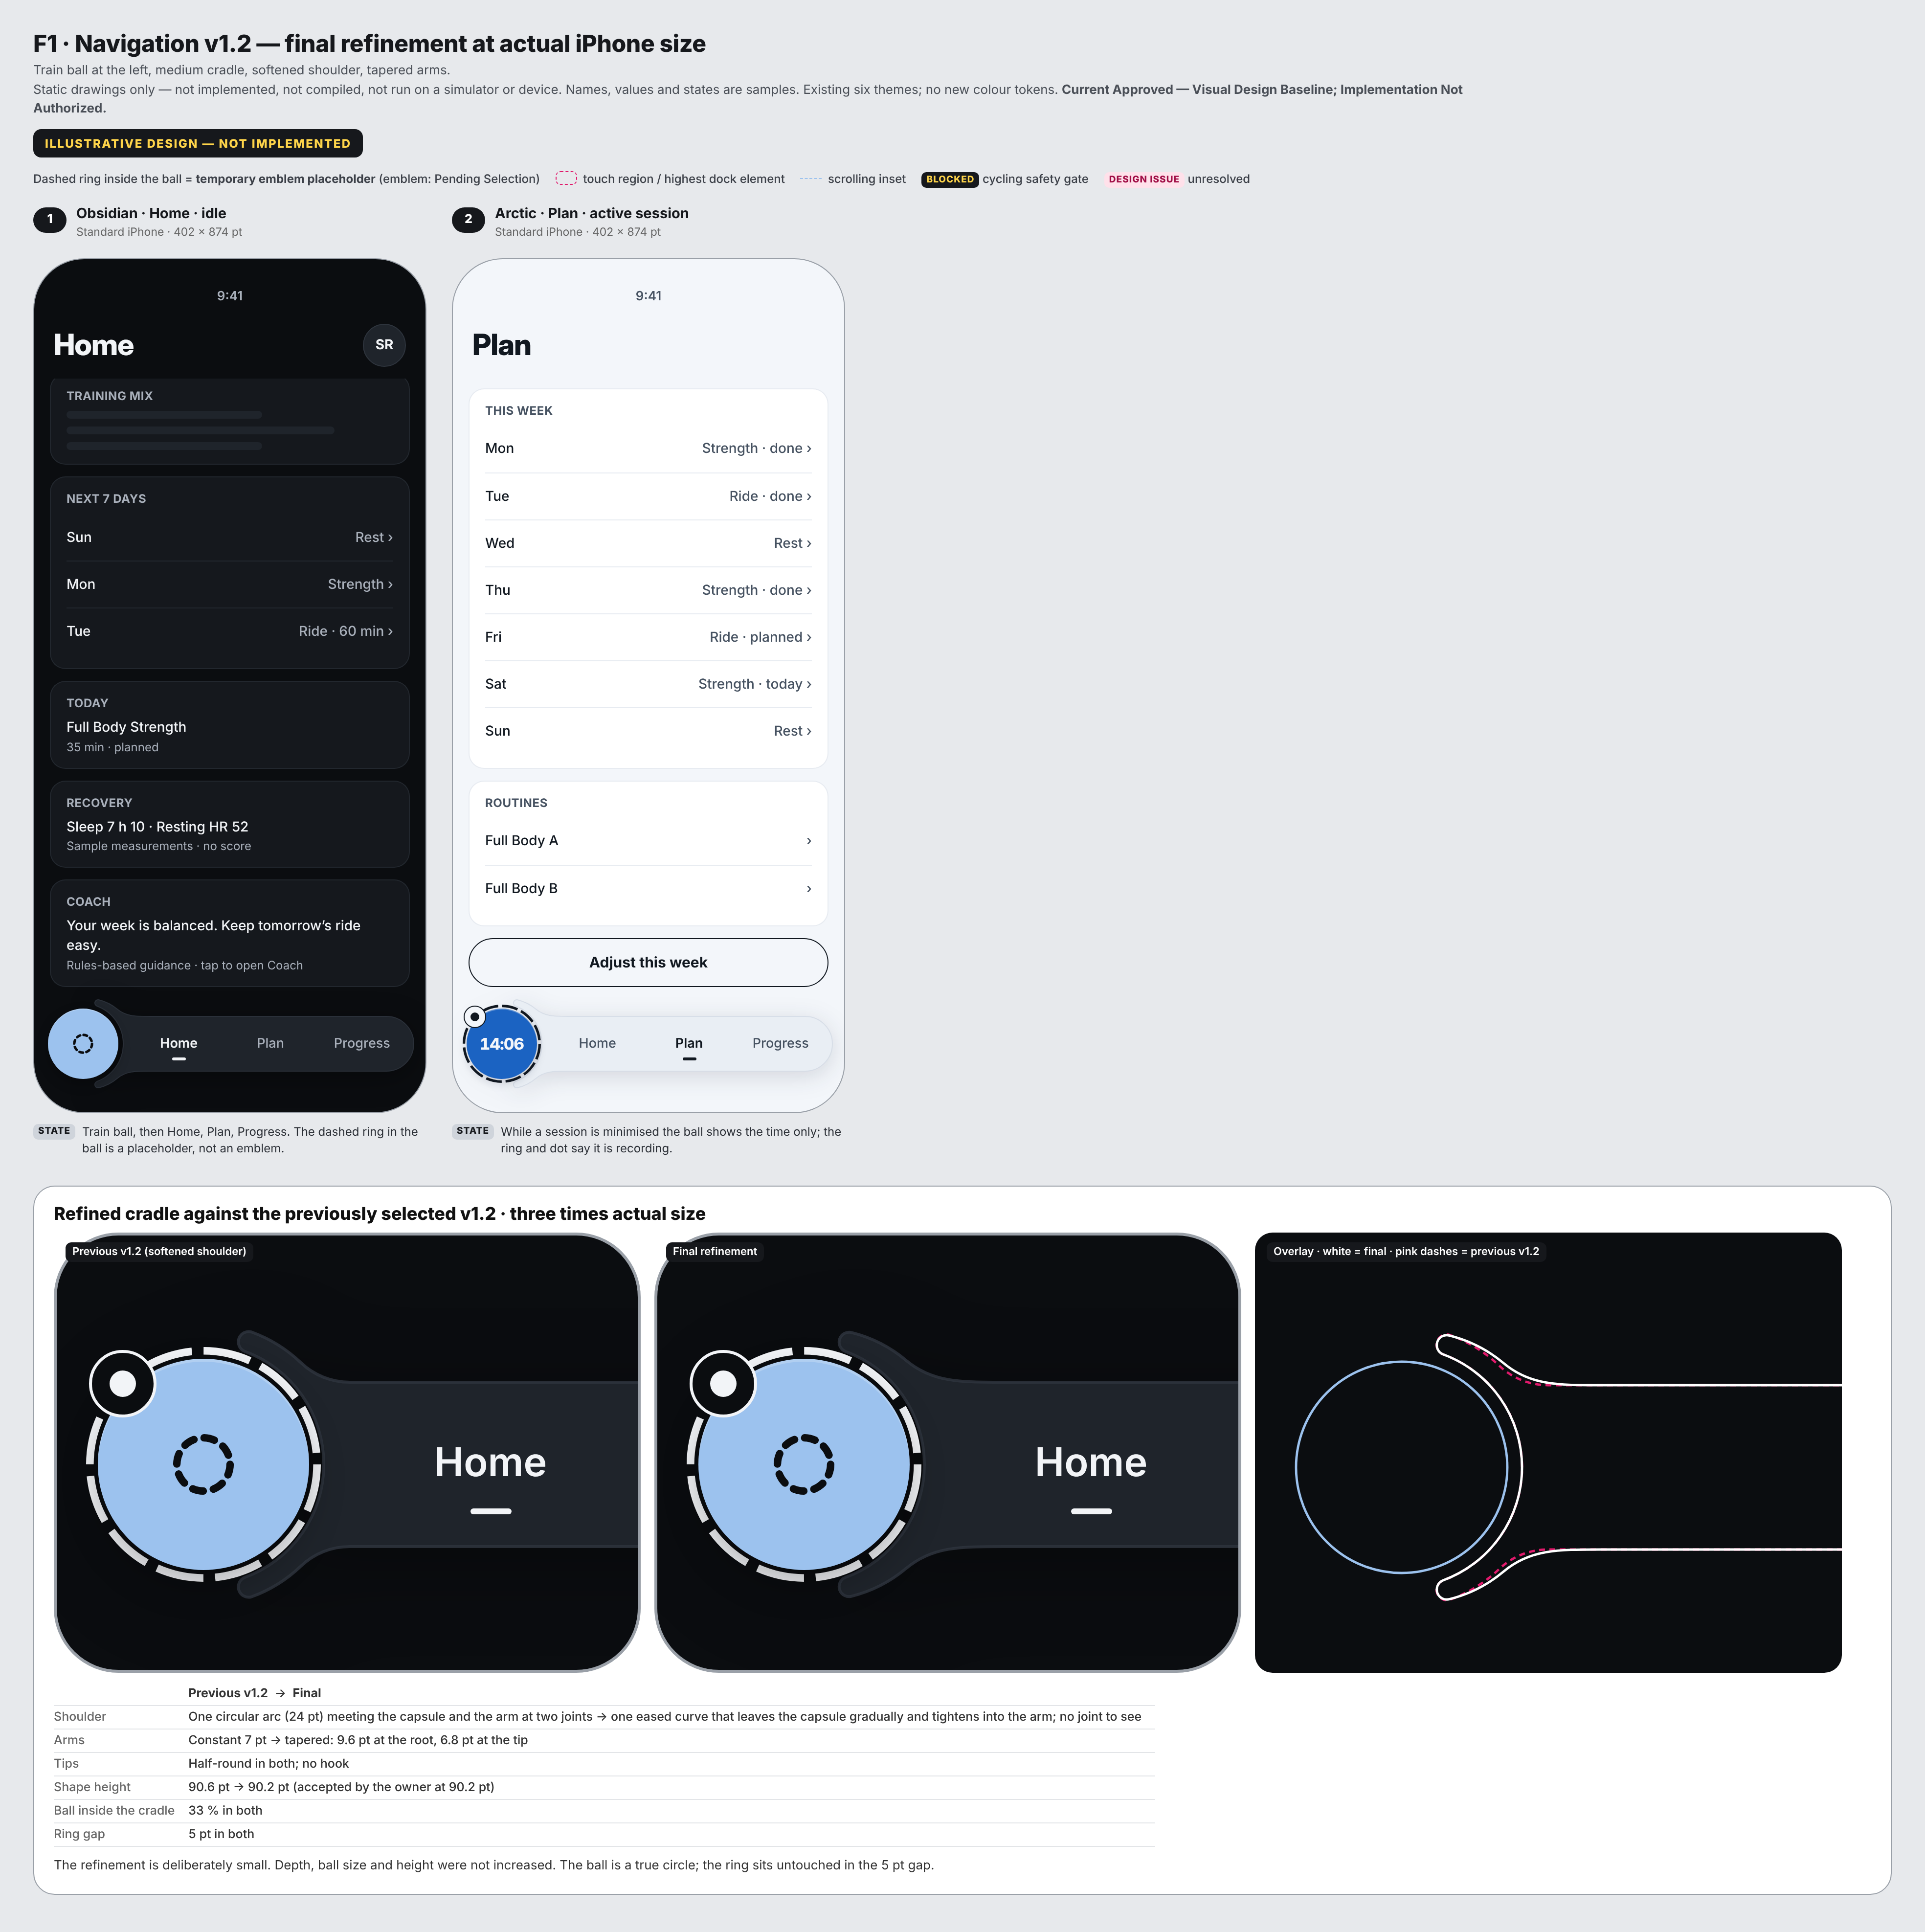 F1 · Navigation v1.2 — final refinement at actual iPhone size
Train ball at the left, medium cradle, softened shoulder, tapered arms.
Static drawings only — not implemented, not compiled, not run on a simulator or device. Names, values and states are samples. Existing six themes; no new colour tokens. Current Approved — Visual Design Baseline; Implementation Not
Authorized.
ILLUSTRATIVE DESIGN — NOT IMPLEMENTED
Dashed ring inside the ball = temporary emblem placeholder (emblem: Pending Selection) touch region / highest dock element scrolling inset BLOCKED cycling safety gate DESIGN ISSUE unresolved
1 Obsidian · Home · idle
Standard iPhone · 402 × 874 pt
9:41
Home SR
TRAINING MIX
NEXT 7 DAYS
Sun Rest ›
Mon Strength ›
Tue Ride · 60 min ›
TODAY
Full Body Strength
35 min · planned
RECOVERY
Sleep 7 h 10 · Resting HR 52
Sample measurements · no score
COACH
Your week is balanced. Keep tomorrow’s ride
easy.
Rules-based guidance · tap to open Coach
Home Plan Progress
STATE Train ball, then Home, Plan, Progress. The dashed ring in the
ball is a placeholder, not an emblem.
2 Arctic · Plan · active session
Standard iPhone · 402 × 874 pt
9:41
Plan
THIS WEEK
Mon Strength · done ›
Tue Ride · done ›
Wed Rest ›
Thu Strength · done ›
Fri Ride · planned ›
Sat Strength · today ›
Sun Rest ›
ROUTINES
Full Body A ›
Full Body B ›
Adjust this week
14:06 Home Plan Progress
STATE While a session is minimised the ball shows the time only; the
ring and dot say it is recording.
Refined cradle against the previously selected v1.2 · three times actual size
Previous v1.2 (softened shoulder)
Home
Final refinement
Home
Overlay · white = final · pink dashes = previous v1.2
Previous v1.2 → Final
Shoulder One circular arc (24 pt) meeting the capsule and the arm at two joints → one eased curve that leaves the capsule gradually and tightens into the arm; no joint to see
Arms Constant 7 pt → tapered: 9.6 pt at the root, 6.8 pt at the tip
Tips Half-round in both; no hook
Shape height 90.6 pt → 90.2 pt (accepted by the owner at 90.2 pt)
Ball inside the cradle 33 % in both
Ring gap 5 pt in both
The refinement is deliberately small. Depth, ball size and height were not increased. The ball is a true circle; the ring sits untouched in the 5 pt gap.